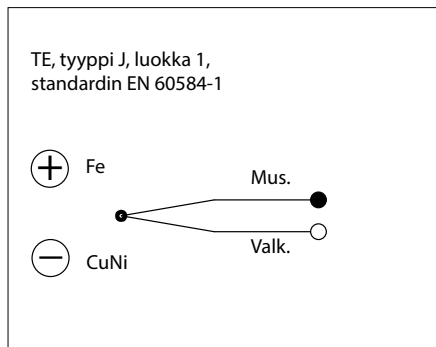 TE, tyyppi J, luokka 1,
standardin EN 60584-1
+ Fe
Mus.
Valk.
− CuNi